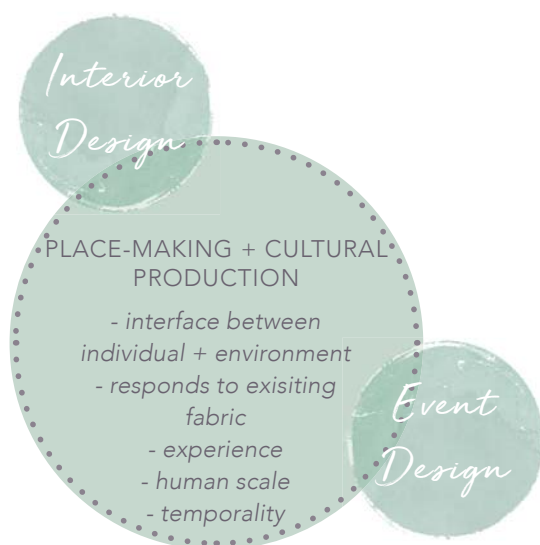 Interior
Design
PLACE-MAKING + CULTURAL
PRODUCTION
- interface between
individual + environment
- responds to exisiting
fabric
- experience
- human scale
- temporality
Event
Design